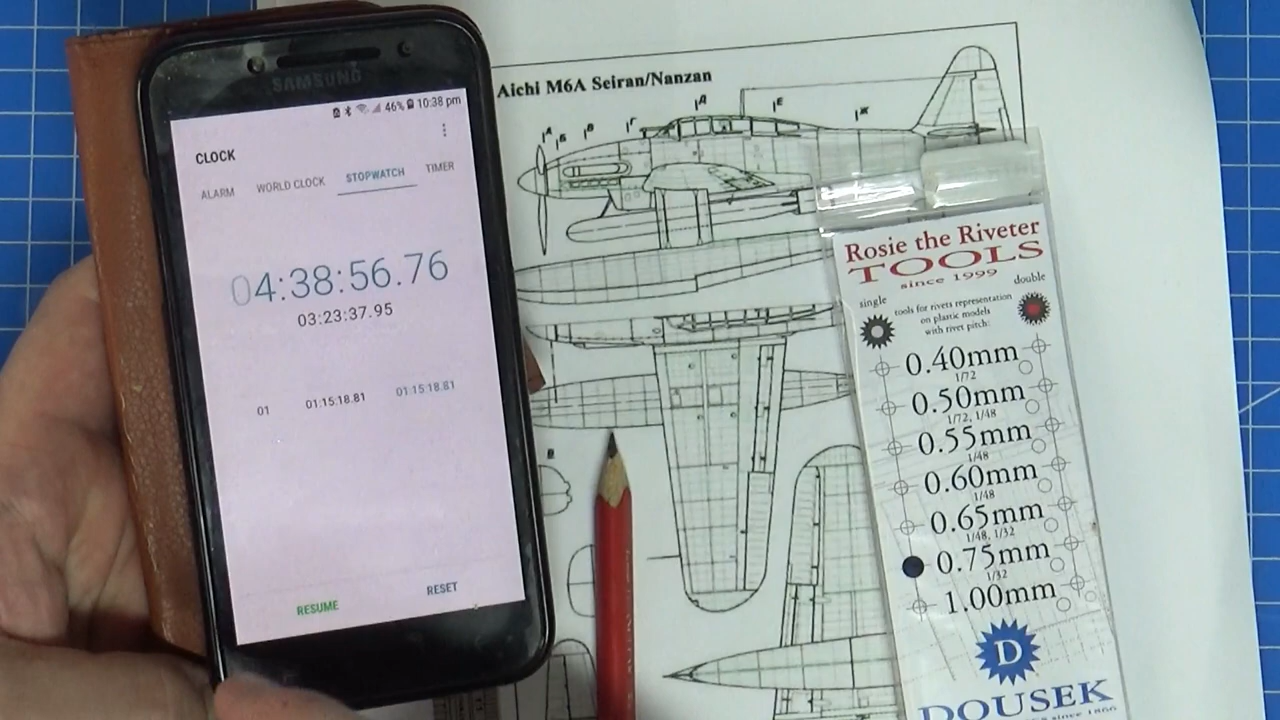 SAMSUNG
46% 10:38 pm
CLOCK
ALARM WORLD CLOCK STOPWATCH TIMER
04:38:56.76
03:23:37.95
01 01:15:18.81 01:15:18.81
RESUME RESET
Aichi M6A Seiran/Nanzan
А Б В Г Д Е Ж
В
Rosie the Riveter
TOOLS
since 1999
single
double
tools for rivets representation
on plastic models
with rivet pitch:
0.40mm
1/72
0.50mm
1/72, 1/48
0.55mm
1/48
0.60mm
1/48
0.65mm
1/48, 1/32
0.75mm
1/32
1.00mm
D
DOUSEK
since 1866